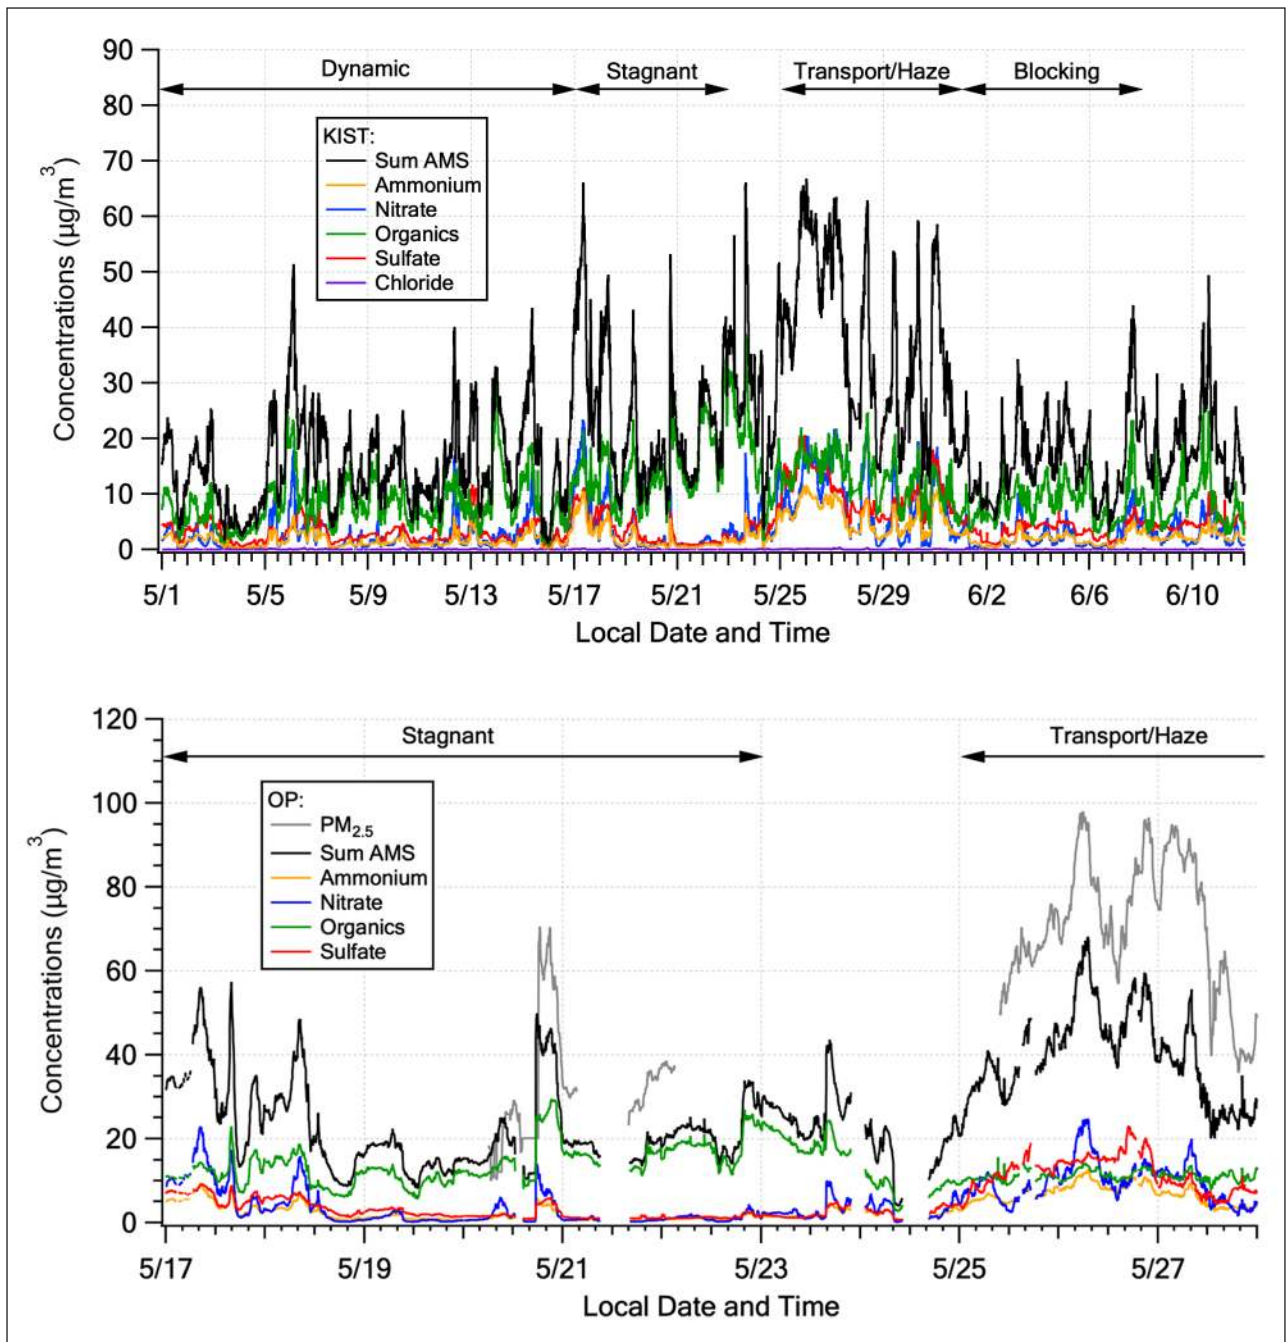 90
80
70
60
50
40
30
20
10
0
Concentrations (µg/m³)
Dynamic
Stagnant
Transport/Haze
Blocking
KIST:
Sum AMS
Ammonium
Nitrate
Organics
Sulfate
Chloride
5/1 5/5 5/9 5/13 5/17 5/21 5/25 5/29 6/2 6/6 6/10
Local Date and Time
120
100
80
60
40
20
0
Concentrations (µg/m³)
Stagnant
Transport/Haze
OP:
PM₂.₅
Sum AMS
Ammonium
Nitrate
Organics
Sulfate
5/17 5/19 5/21 5/23 5/25 5/27
Local Date and Time